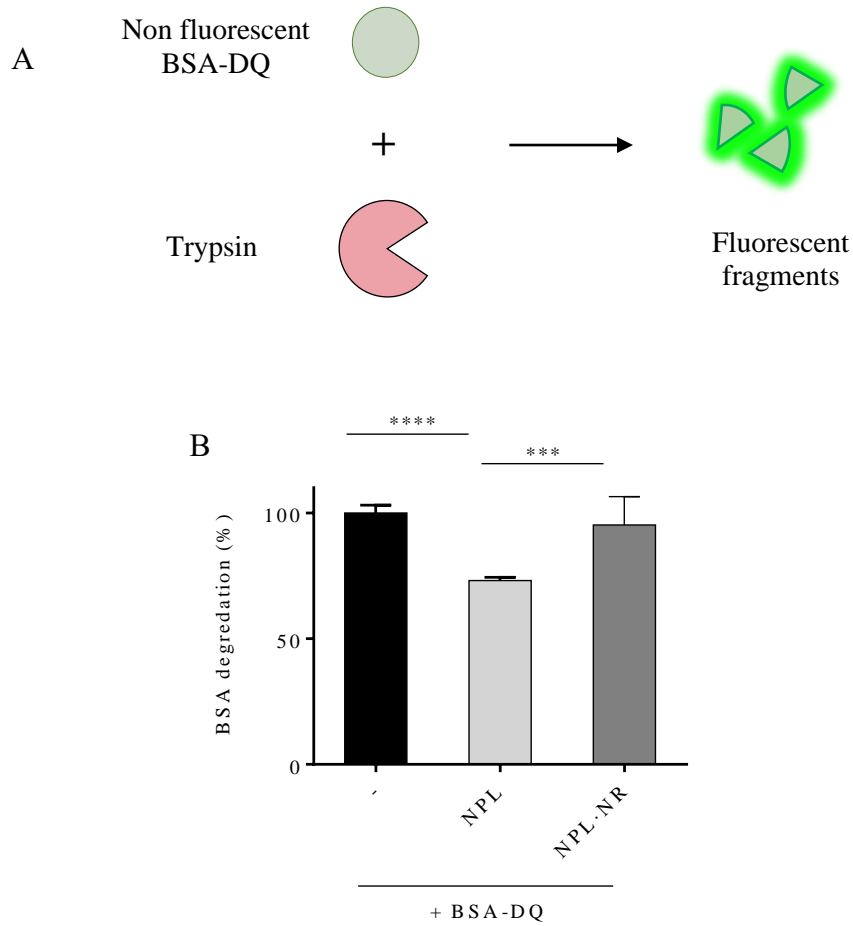 A
Non fluorescent
BSA-DQ
+
Trypsin
Fluorescent
fragments
B
****
***
BSA degredation (%)
100
50
0
-
NPL
NPL·NR
+ BSA-DQ